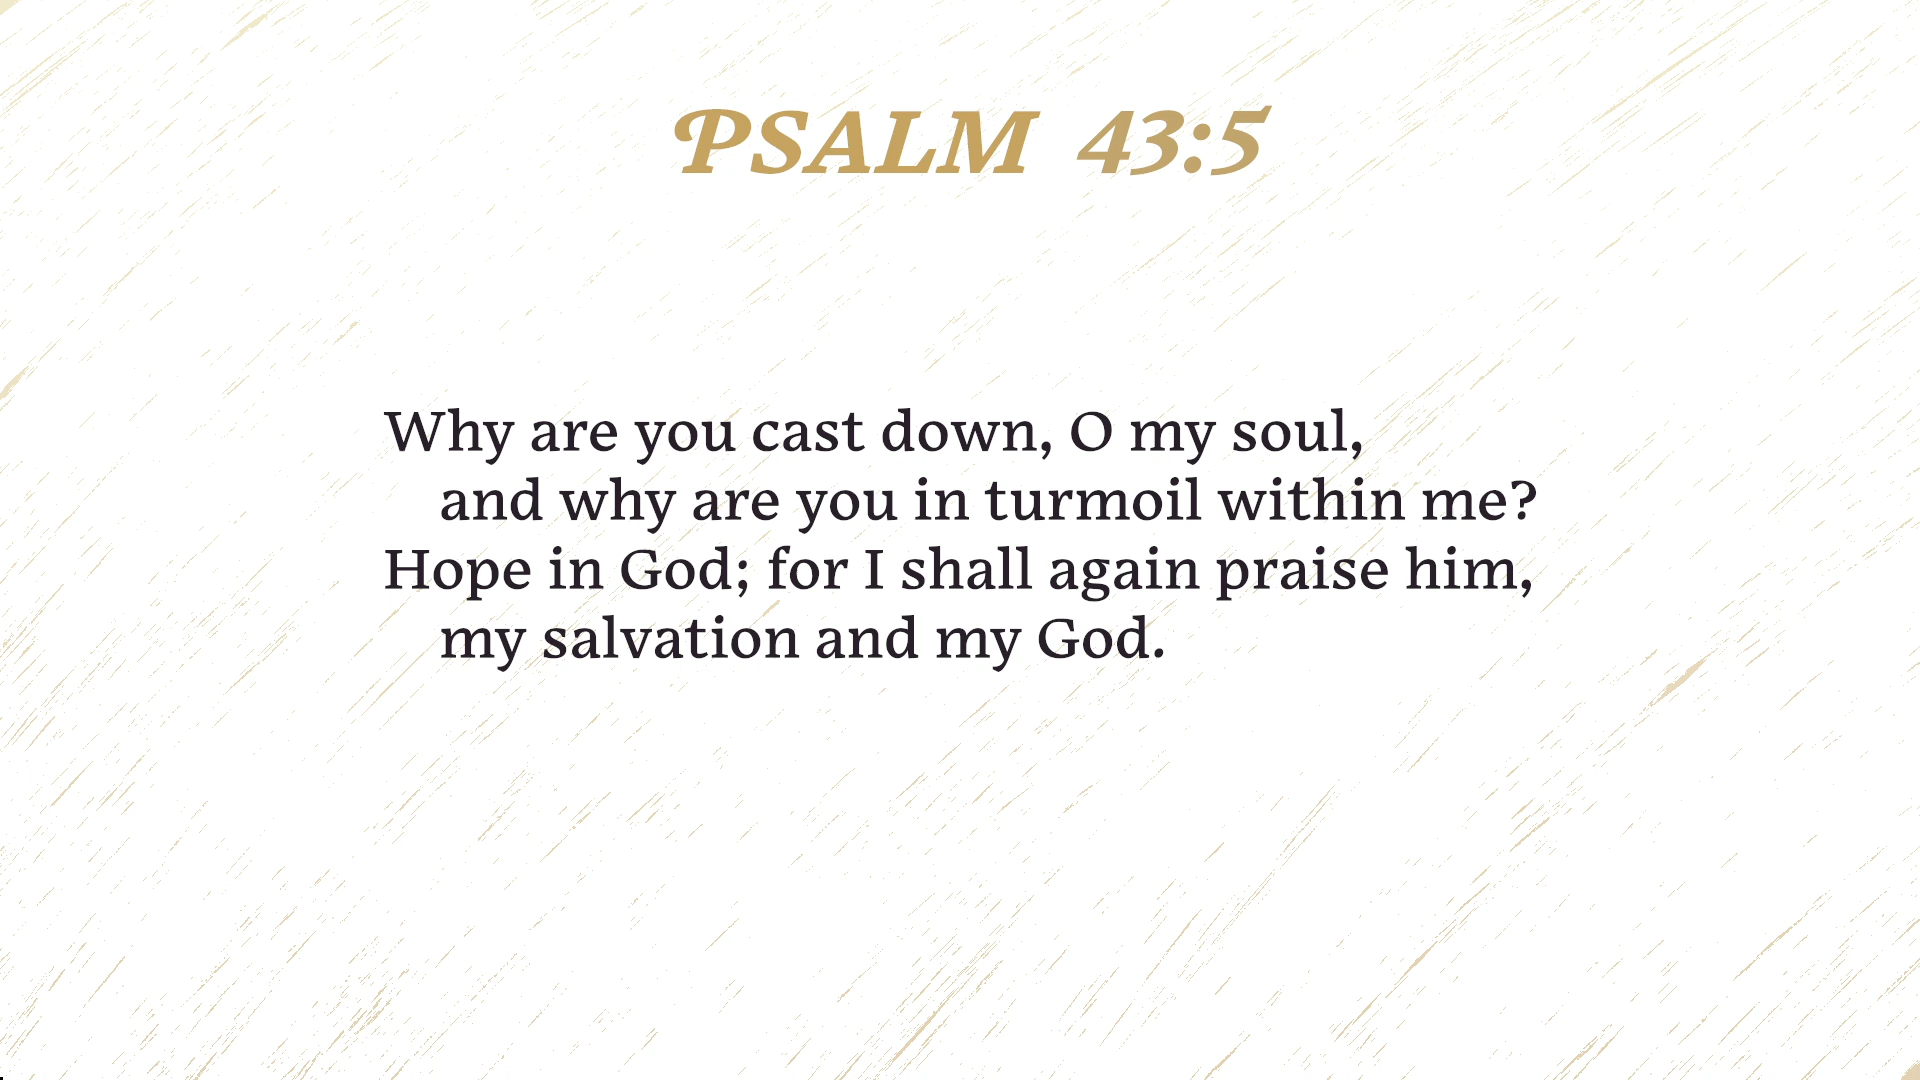 PSALM 43:5
Why are you cast down, O my soul,
and why are you in turmoil within me?
Hope in God; for I shall again praise him,
my salvation and my God.